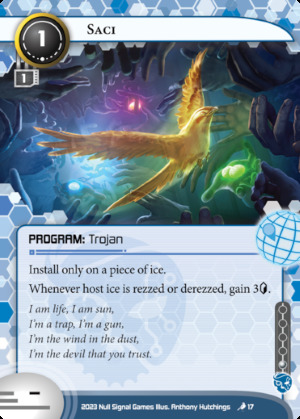 1
SACI
1
PROGRAM: Trojan
Install only on a piece of ice.
Whenever host ice is rezzed or derezzed, gain 3.
I am life, I am sun,
I'm a trap, I'm a gun,
I'm the wind in the dust,
I'm the devil that you trust.
–
2023 Null Signal Games Illus. Anthony Hutchings 17